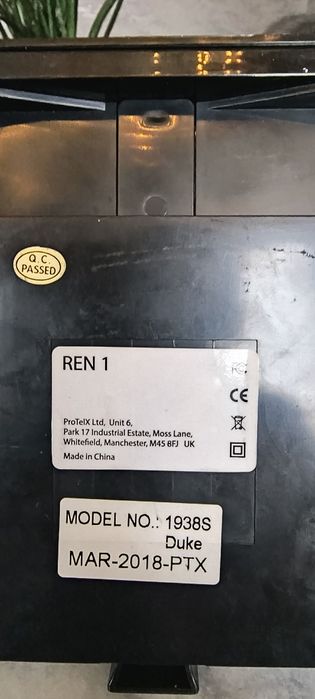 Q.C.
PASSED
REN 1
CE
ProTelX Ltd, Unit 6,
Park 17 Industrial Estate, Moss Lane,
Whitefield, Manchester, M45 8FJ UK
Made in China
MODEL NO.: 1938S
Duke
MAR-2018-PTX